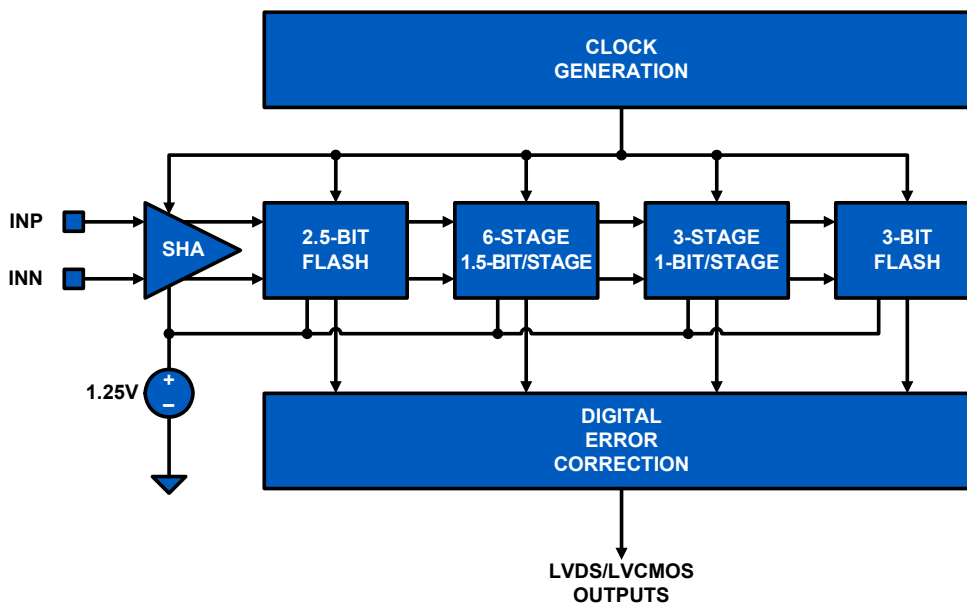 CLOCK
GENERATION
INP
INN
SHA
2.5-BIT
FLASH
6-STAGE
1.5-BIT/STAGE
3-STAGE
1-BIT/STAGE
3-BIT
FLASH
1.25V
+
–
DIGITAL
ERROR
CORRECTION
LVDS/LVCMOS
OUTPUTS